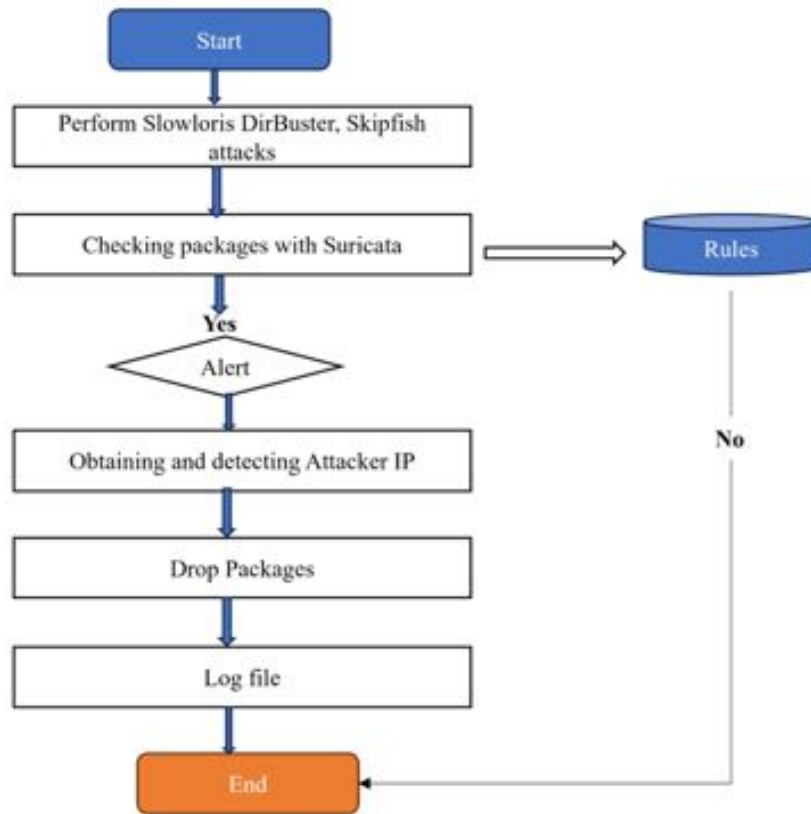 Start
Perform Slowloris DirBuster, Skipfish
attacks
Checking packages with Suricata
Rules
Yes
Alert
No
Obtaining and detecting Attacker IP
Drop Packages
Log file
End